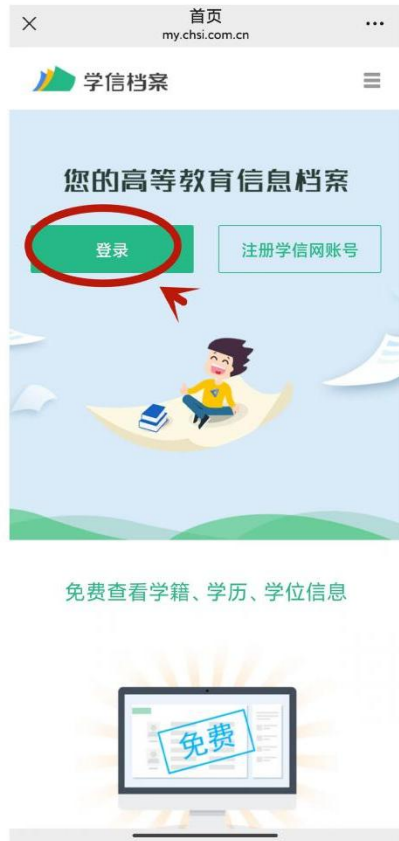 首页
my.chsi.com.cn
学信档案
您的高等教育信息档案
登录
注册学信网账号
免费查看学籍、学历、学位信息
免费